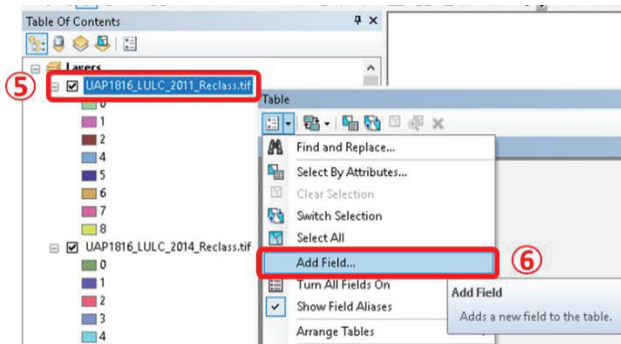 Table Of Contents
Layers
⑤
UAP1816_LULC_2011_Reclass.tif
0
1
2
4
5
6
7
8
UAP1816_LULC_2014_Reclass.tif
0
1
2
3
4
Table
Find and Replace...
Select By Attributes...
Clear Selection
Switch Selection
Select All
Add Field...
⑥
Turn All Fields On
Show Field Aliases
Arrange Tables
Add Field
Adds a new field to the table.